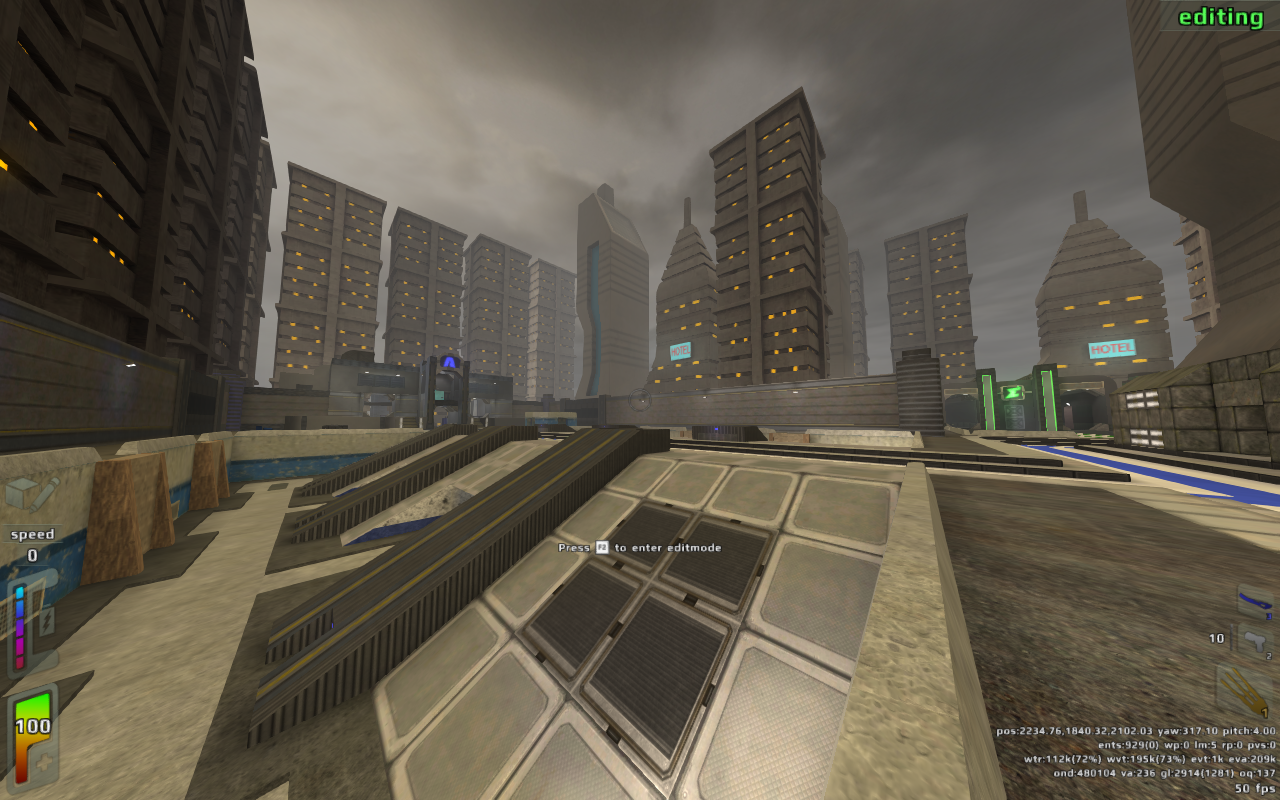 editing
HOTEL
HOTEL
speed
0
Press F2 to enter editmode
10
2
1
100
pos:2234.76,1840.32,2102.03 yaw:317.10 pitch:4.00
ents:929(0) wp:0 lm:5 rp:0 pvs:0
wtr:112k(72%) wvt:195k(73%) evt:1k eva:209k
ond:480104 va:236 gl:2914(1281) oq:137
50 fps